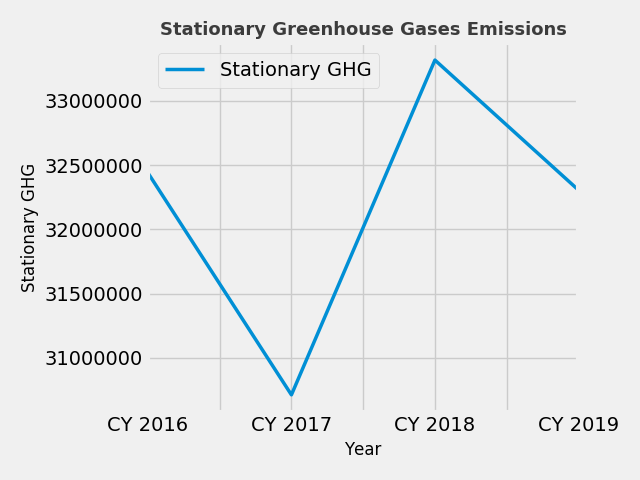 Stationary Greenhouse Gases Emissions
Stationary GHG
33000000
32500000
32000000
31500000
31000000
Stationary GHG
CY 2016
CY 2017
CY 2018
CY 2019
Year